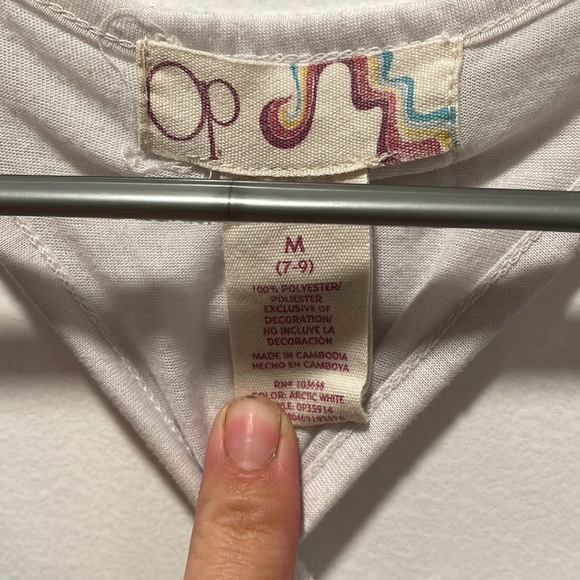 Op
M
(7-9)
100% POLYESTER/
POLIESTER
EXCLUSIVE OF
DECORATION/
NO INCLUYE LA
DECORACIÓN
MADE IN CAMBODIA
HECHO EN CAMBOYA
RN# 103658
COLOR: ARCTIC WHITE
OP35914